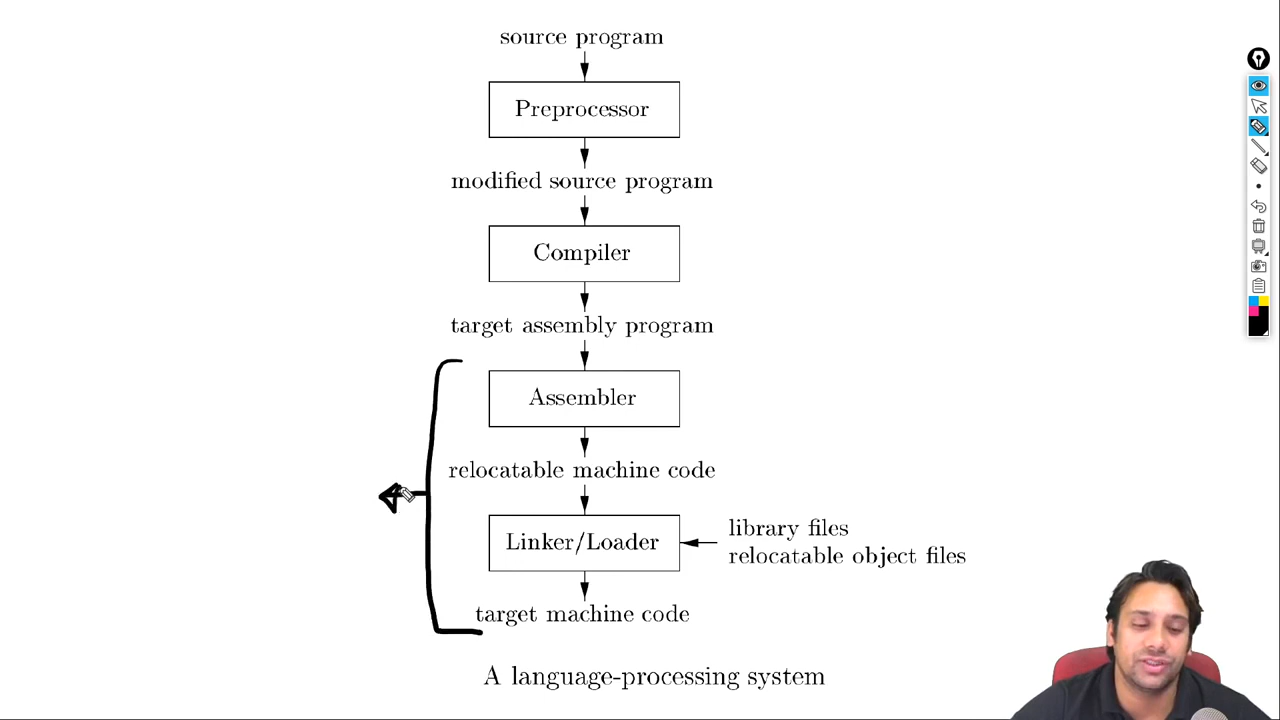 source program
Preprocessor
modified source program
Compiler
target assembly program
Assembler
relocatable machine code
Linker/Loader
library files
relocatable object files
target machine code
A language-processing system